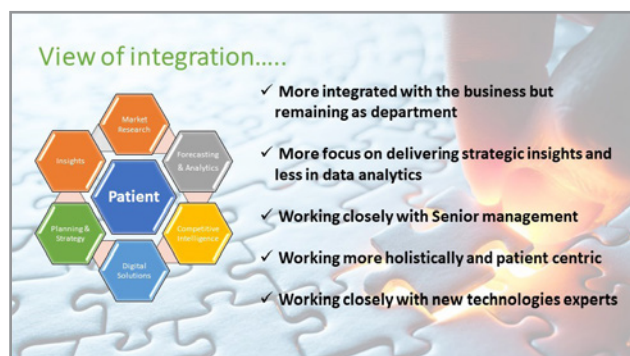 View of integration.....
Market
Research
Insights
Forecasting
& Analytics
Patient
Planning &
Strategy
Competitive
Intelligence
Digital
Solutions
✓ More integrated with the business but
remaining as department
✓ More focus on delivering strategic insights and
less in data analytics
✓ Working closely with Senior management
✓ Working more holistically and patient centric
✓ Working closely with new technologies experts